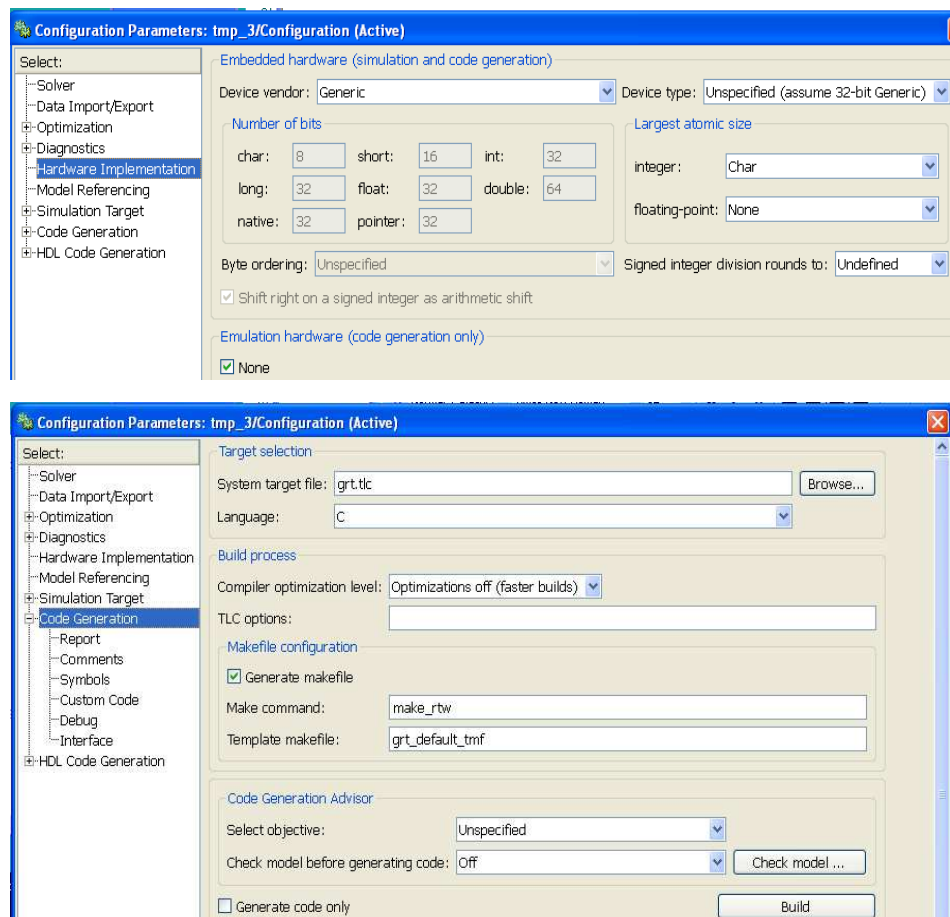 Configuration Parameters: tmp_3/Configuration (Active)
Select:
Solver
Data Import/Export
Optimization
Diagnostics
Hardware Implementation
Model Referencing
Simulation Target
Code Generation
HDL Code Generation
Embedded hardware (simulation and code generation)
Device vendor: Generic Device type: Unspecified (assume 32-bit Generic)
Number of bits
char: 8 short: 16 int: 32
long: 32 float: 32 double: 64
native: 32 pointer: 32
Largest atomic size
integer: Char
floating-point: None
Byte ordering: Unspecified Signed integer division rounds to: Undefined
Shift right on a signed integer as arithmetic shift
Emulation hardware (code generation only)
None
Configuration Parameters: tmp_3/Configuration (Active)
Select:
Solver
Data Import/Export
Optimization
Diagnostics
Hardware Implementation
Model Referencing
Simulation Target
Code Generation
Report
Comments
Symbols
Custom Code
Debug
Interface
HDL Code Generation
Target selection
System target file: grt.tlc Browse...
Language: C
Build process
Compiler optimization level: Optimizations off (faster builds)
TLC options:
Makefile configuration
Generate makefile
Make command: make_rtw
Template makefile: grt_default_tmf
Code Generation Advisor
Select objective: Unspecified
Check model before generating code: Off Check model ...
Generate code only Build